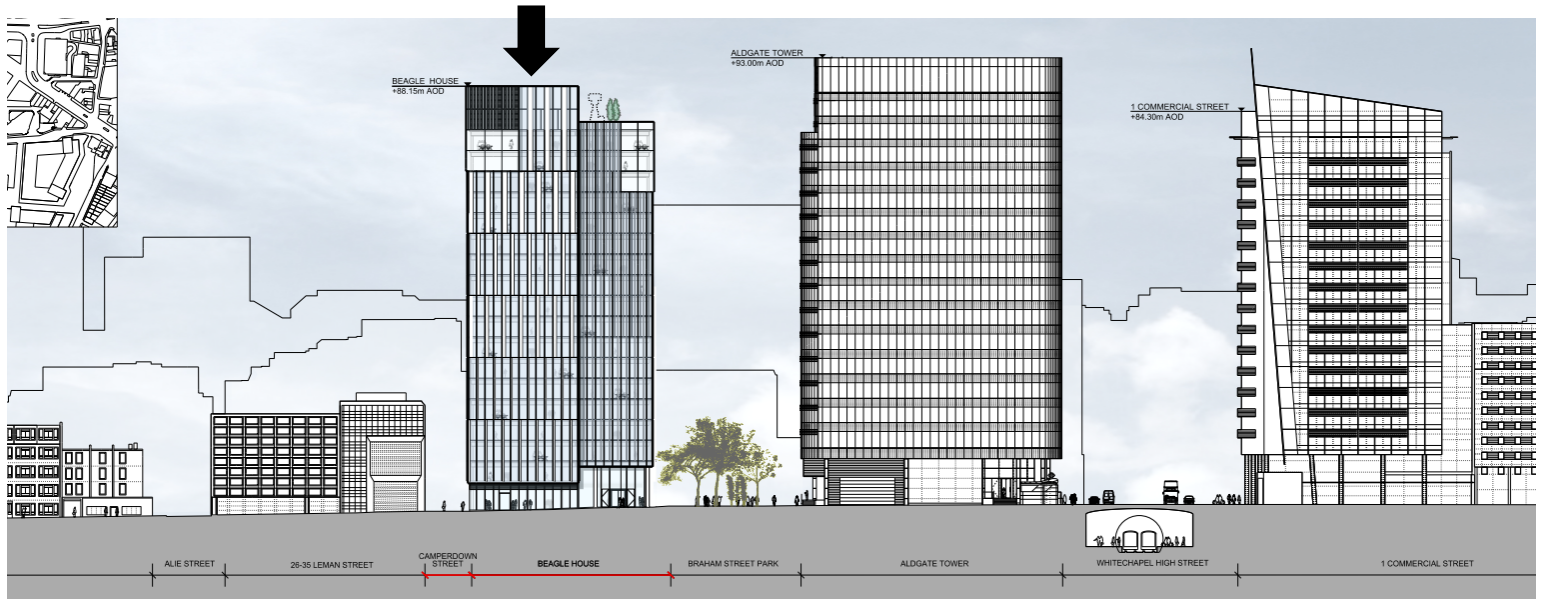 BEAGLE HOUSE
+88.15m AOD
ALDGATE TOWER
+93.00m AOD
1 COMMERCIAL STREET
+84.30m AOD
ALIE STREET
26-35 LEMAN STREET
CAMPERDOWN
STREET
BEAGLE HOUSE
BRAHAM STREET PARK
ALDGATE TOWER
WHITECHAPEL HIGH STREET
1 COMMERCIAL STREET